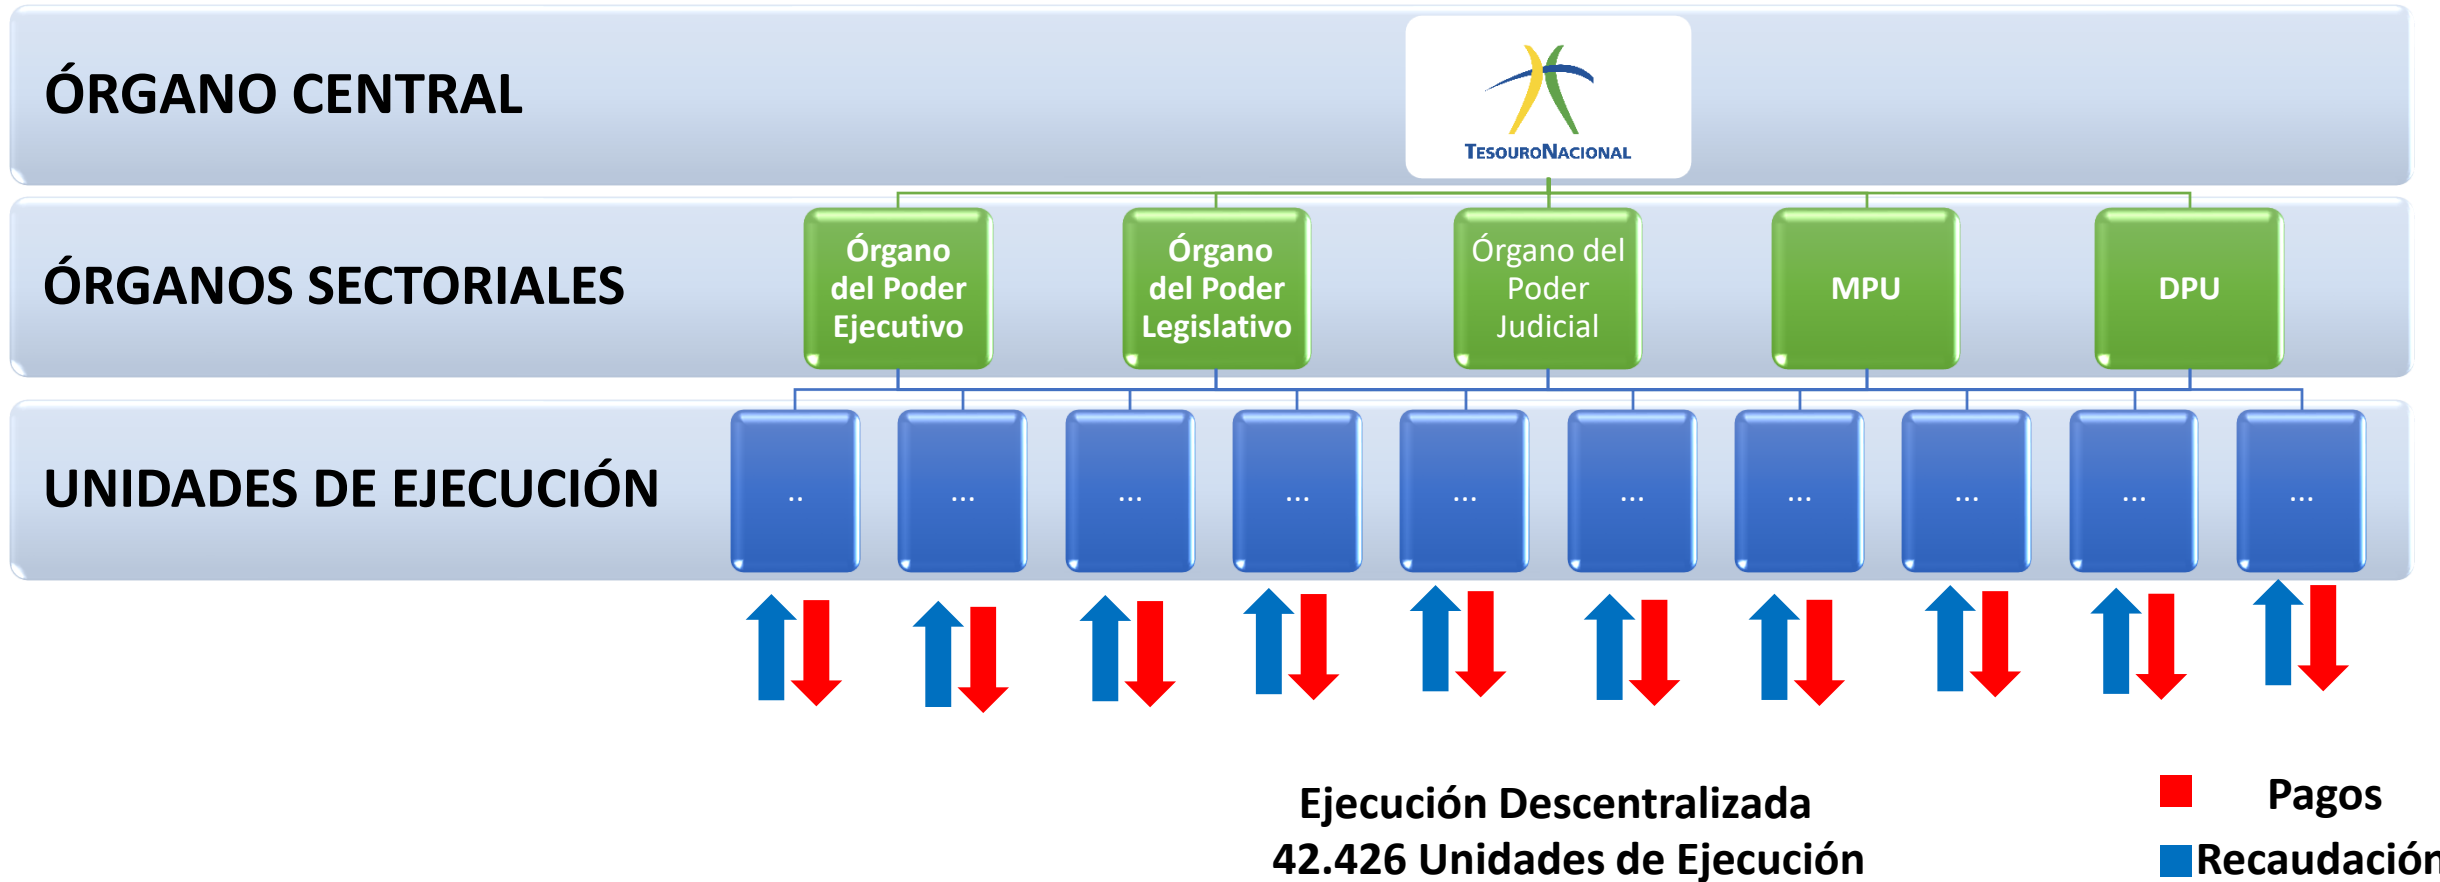 ÓRGANO CENTRAL
TESOURONACIONAL
ÓRGANOS SECTORIALES
Órgano
del Poder
Ejecutivo
Órgano
del Poder
Legislativo
Órgano del
Poder
Judicial
MPU
DPU
UNIDADES DE EJECUCIÓN
..
...
...
...
...
...
...
...
...
...
Ejecución Descentralizada
42.426 Unidades de Ejecución
Pagos
Recaudación